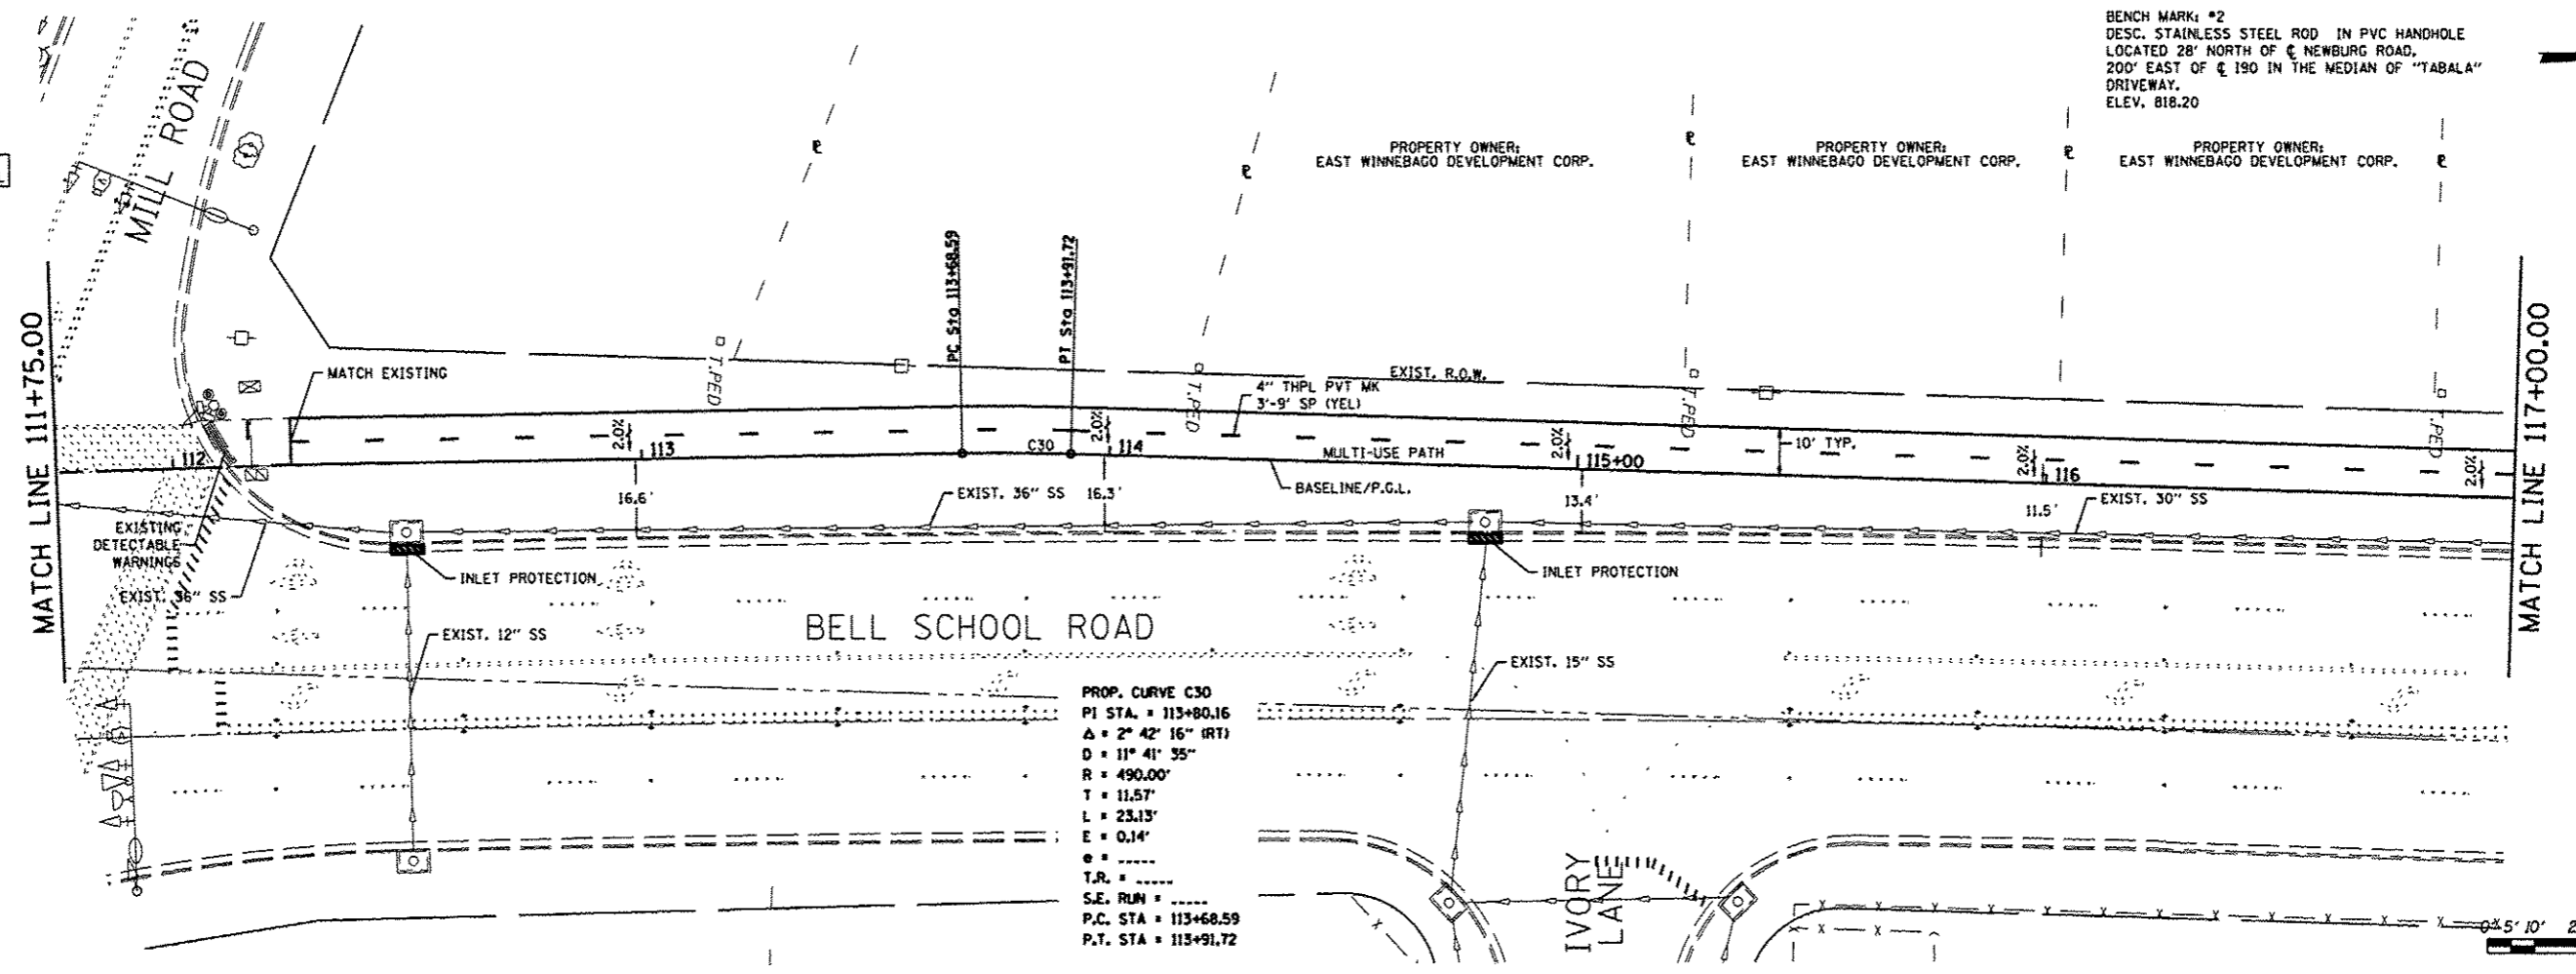 BENCH MARK: #2
DESC. STAINLESS STEEL ROD IN PVC HANDHOLE
LOCATED 28' NORTH OF ℄ NEWBURG ROAD,
200' EAST OF ℄ I90 IN THE MEDIAN OF "TABALA"
DRIVEWAY.
ELEV. 818.20
MILL ROAD
PROPERTY OWNER:
EAST WINNEBAGO DEVELOPMENT CORP.
PROPERTY OWNER:
EAST WINNEBAGO DEVELOPMENT CORP.
PROPERTY OWNER:
EAST WINNEBAGO DEVELOPMENT CORP.
MATCH LINE 111+75.00
MATCH LINE 117+00.00
PC Sta 113+68.59
PT Sta 113+91.72
MATCH EXISTING
T.PED
T.PED
T.PED
T.PED
EXIST. R.O.W.
4" THPL PVT MK
3'-9' SP (YEL)
2.0%
2.0%
2.0%
2.0%
2.0%
112
113
C30
114
MULTI-USE PATH
115+00
10' TYP.
116
BASELINE/P.G.L.
16.6'
EXIST. 36" SS
16.3'
13.4'
11.5'
EXIST. 30" SS
EXISTING
DETECTABLE
WARNINGS
EXIST. 36" SS
INLET PROTECTION
INLET PROTECTION
EXIST. 12" SS
BELL SCHOOL ROAD
EXIST. 15" SS
PROP. CURVE C30
PI STA. = 113+80.16
Δ = 2° 42' 16" (RT)
D = 11° 41' 35"
R = 490.00'
T = 11.57'
L = 23.13'
E = 0.14'
e = .....
T.R. = .....
S.E. RUN = .....
P.C. STA = 113+68.59
P.T. STA = 113+91.72
IVORY
LANE
0 5' 10' 2